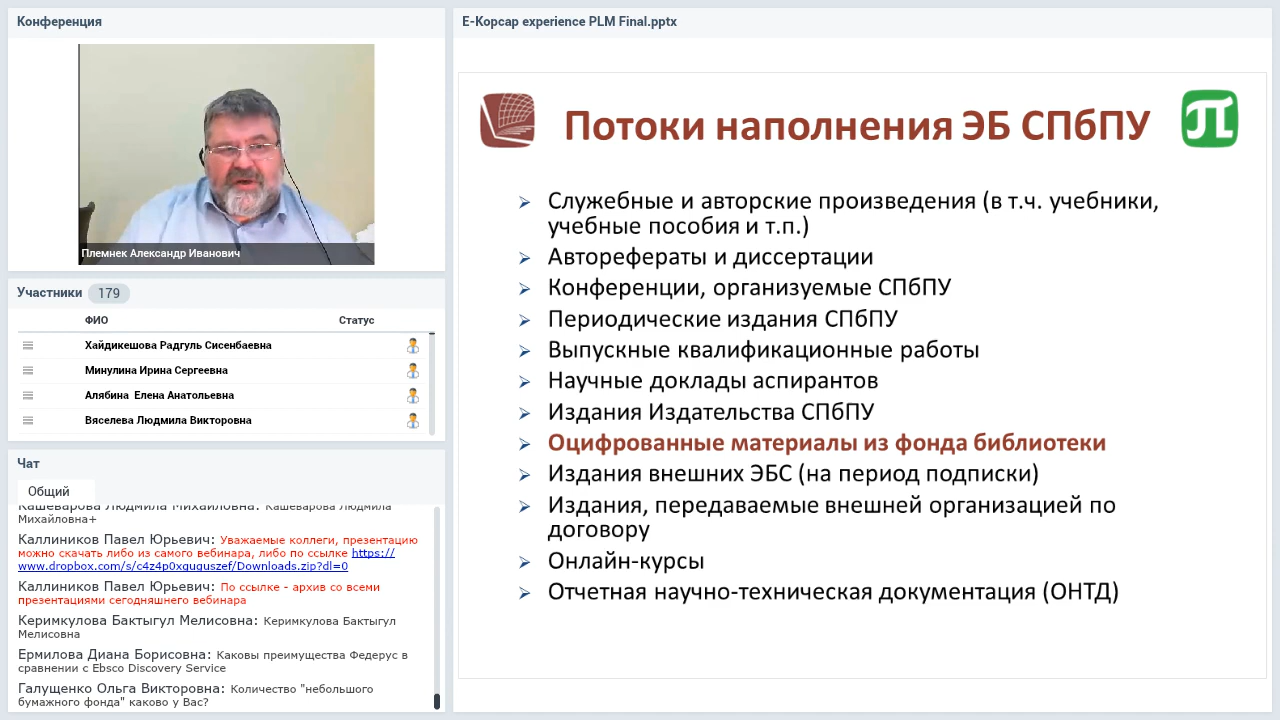 Конференция
Племнек Александр Иванович
Участники 179
ФИО Статус
Хайдикешова Радгуль Сисенбаевна
Минулина Ирина Сергеевна
Алябина Елена Анатольевна
Вяселева Людмила Викторовна
Чат
Общий
Кашеварова Людмила Михайловна: Кашеварова Людмила
Михайловна+
Каллиников Павел Юрьевич: Уважаемые коллеги, презентацию
можно скачать либо из самого вебинара, либо по ссылке https://
www.dropbox.com/s/c4z4p0xguguszef/Downloads.zip?dl=0
Каллиников Павел Юрьевич: По ссылке - архив со всеми
презентациями сегодняшнего вебинара
Керимкулова Бактыгул Мелисовна: Керимкулова Бактыгул
Мелисовна
Ермилова Диана Борисовна: Каковы преимущества Федерус в
сравнении с Ebsco Discovery Service
Галущенко Ольга Викторовна: Количество "небольшого
бумажного фонда" каково у Вас?
Е-Корсар experience PLM Final.pptx
Потоки наполнения ЭБ СПбПУ
Служебные и авторские произведения (в т.ч. учебники,
учебные пособия и т.п.)
Авторефераты и диссертации
Конференции, организуемые СПбПУ
Периодические издания СПбПУ
Выпускные квалификационные работы
Научные доклады аспирантов
Издания Издательства СПбПУ
Оцифрованные материалы из фонда библиотеки
Издания внешних ЭБС (на период подписки)
Издания, передаваемые внешней организацией по
договору
Онлайн-курсы
Отчетная научно-техническая документация (ОНТД)